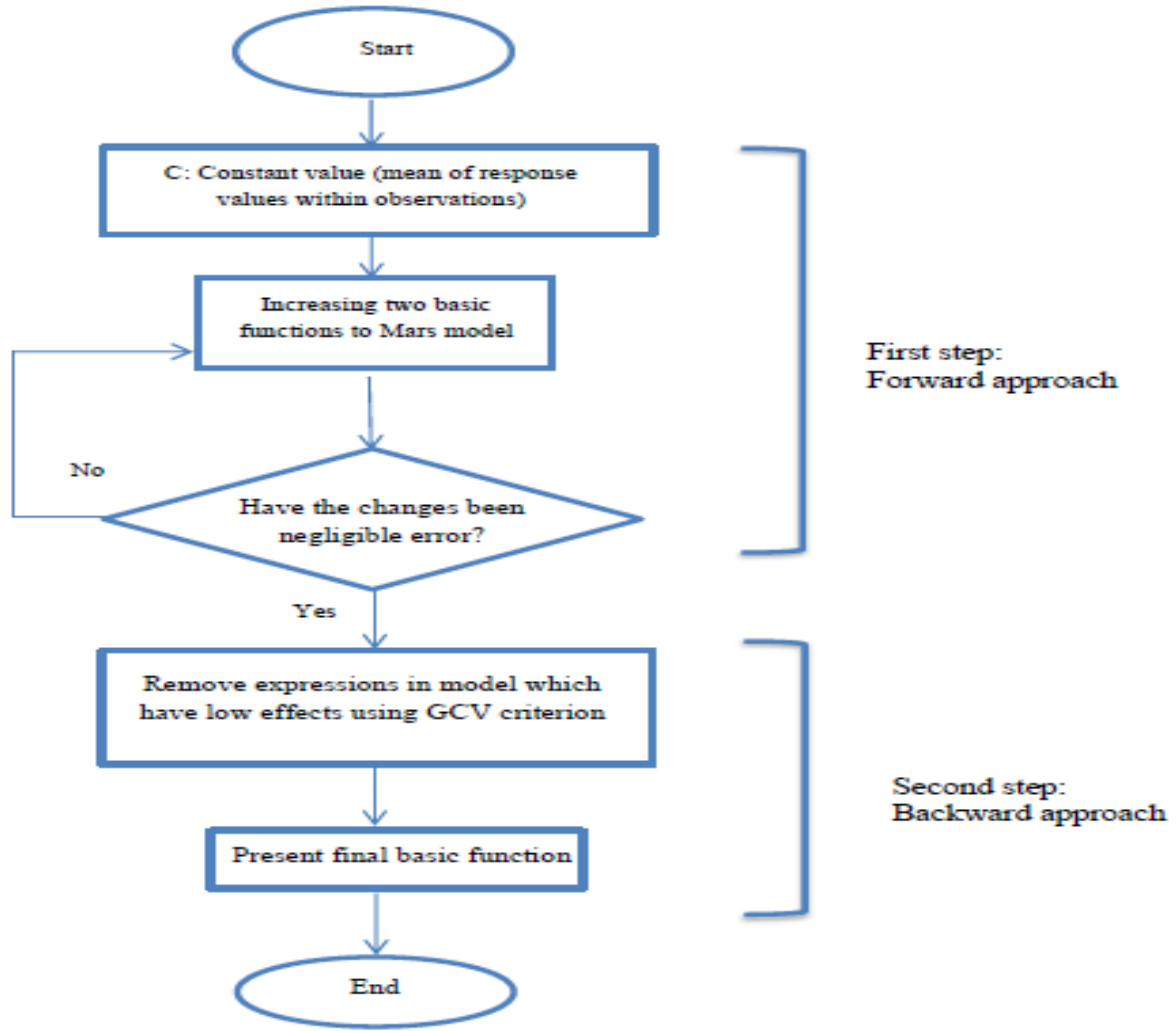 Start
C: Constant value (mean of response
values within observations)
Increasing two basic
functions to Mars model
First step:
Forward approach
No
Have the changes been
negligible error?
Yes
Remove expressions in model which
have low effects using GCV criterion
Second step:
Backward approach
Present final basic function
End